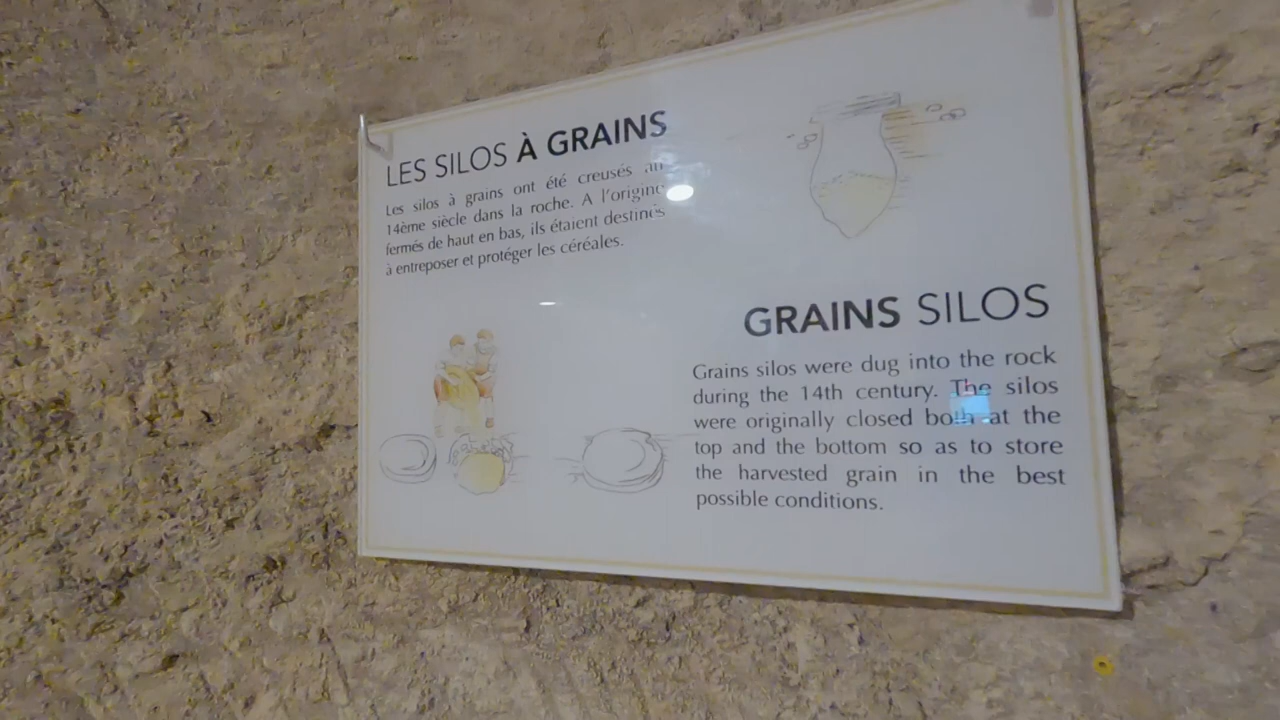 LES SILOS À GRAINS
Les silos à grains ont été creusés au
14ème siècle dans la roche. A l'origine
fermés de haut en bas, ils étaient destinés
à entreposer et protéger les céréales.
GRAINS SILOS
Grains silos were dug into the rock
during the 14th century. The silos
were originally closed both at the
top and the bottom so as to store
the harvested grain in the best
possible conditions.